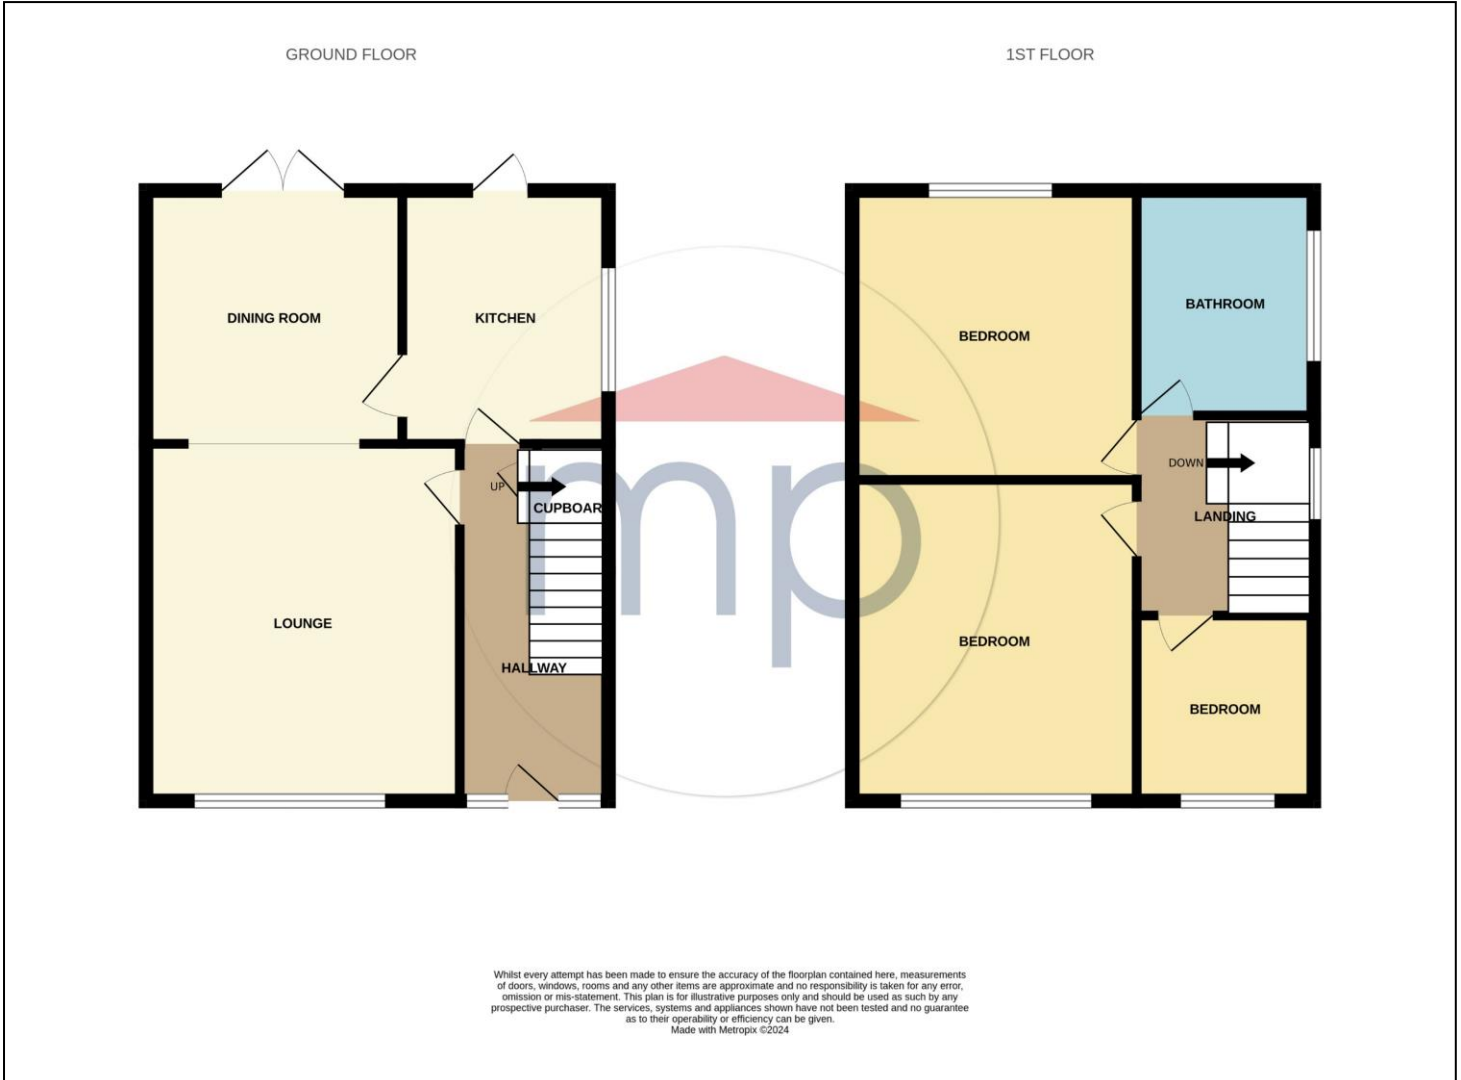 GROUND FLOOR
1ST FLOOR
DINING ROOM
KITCHEN
UP
CUPBOAR
LOUNGE
HALLWAY
BEDROOM
BATHROOM
DOWN
LANDING
BEDROOM
BEDROOM
mp
Whilst every attempt has been made to ensure the accuracy of the floorplan contained here, measurements
of doors, windows, rooms and any other items are approximate and no responsibility is taken for any error,
omission or mis-statement. This plan is for illustrative purposes only and should be used as such by any
prospective purchaser. The services, systems and appliances shown have not been tested and no guarantee
as to their operability or efficiency can be given.
Made with Metropix ©2024